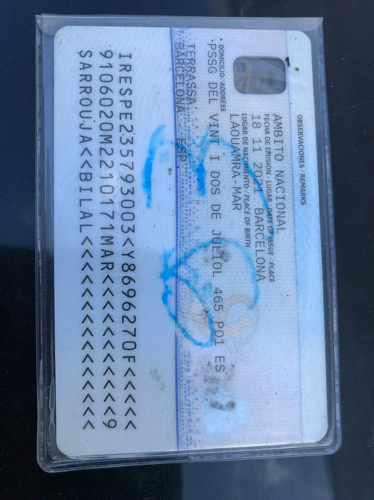 OBSERVACIONES · REMARKS
AMBITO NACIONAL
FECHA DE EMISIÓN - LUGAR · DATE OF ISSUE - PLACE
18 11 2021 BARCELONA
LUGAR DE NACIMIENTO · PLACE OF BIRTH
LAOUAMRA MAR
DOMICILIO · ADDRESS
PSSG DEL VINT I DOS DE JULIOL 465 P01 ES
TERRASSA
BARCELONA
IRESPE235793003<Y8696270F<<<<
9106020M2210171MAR<<<<<<<<<<<9
SARROUJA<<BILAL<<<<<<<<<<<<<<<